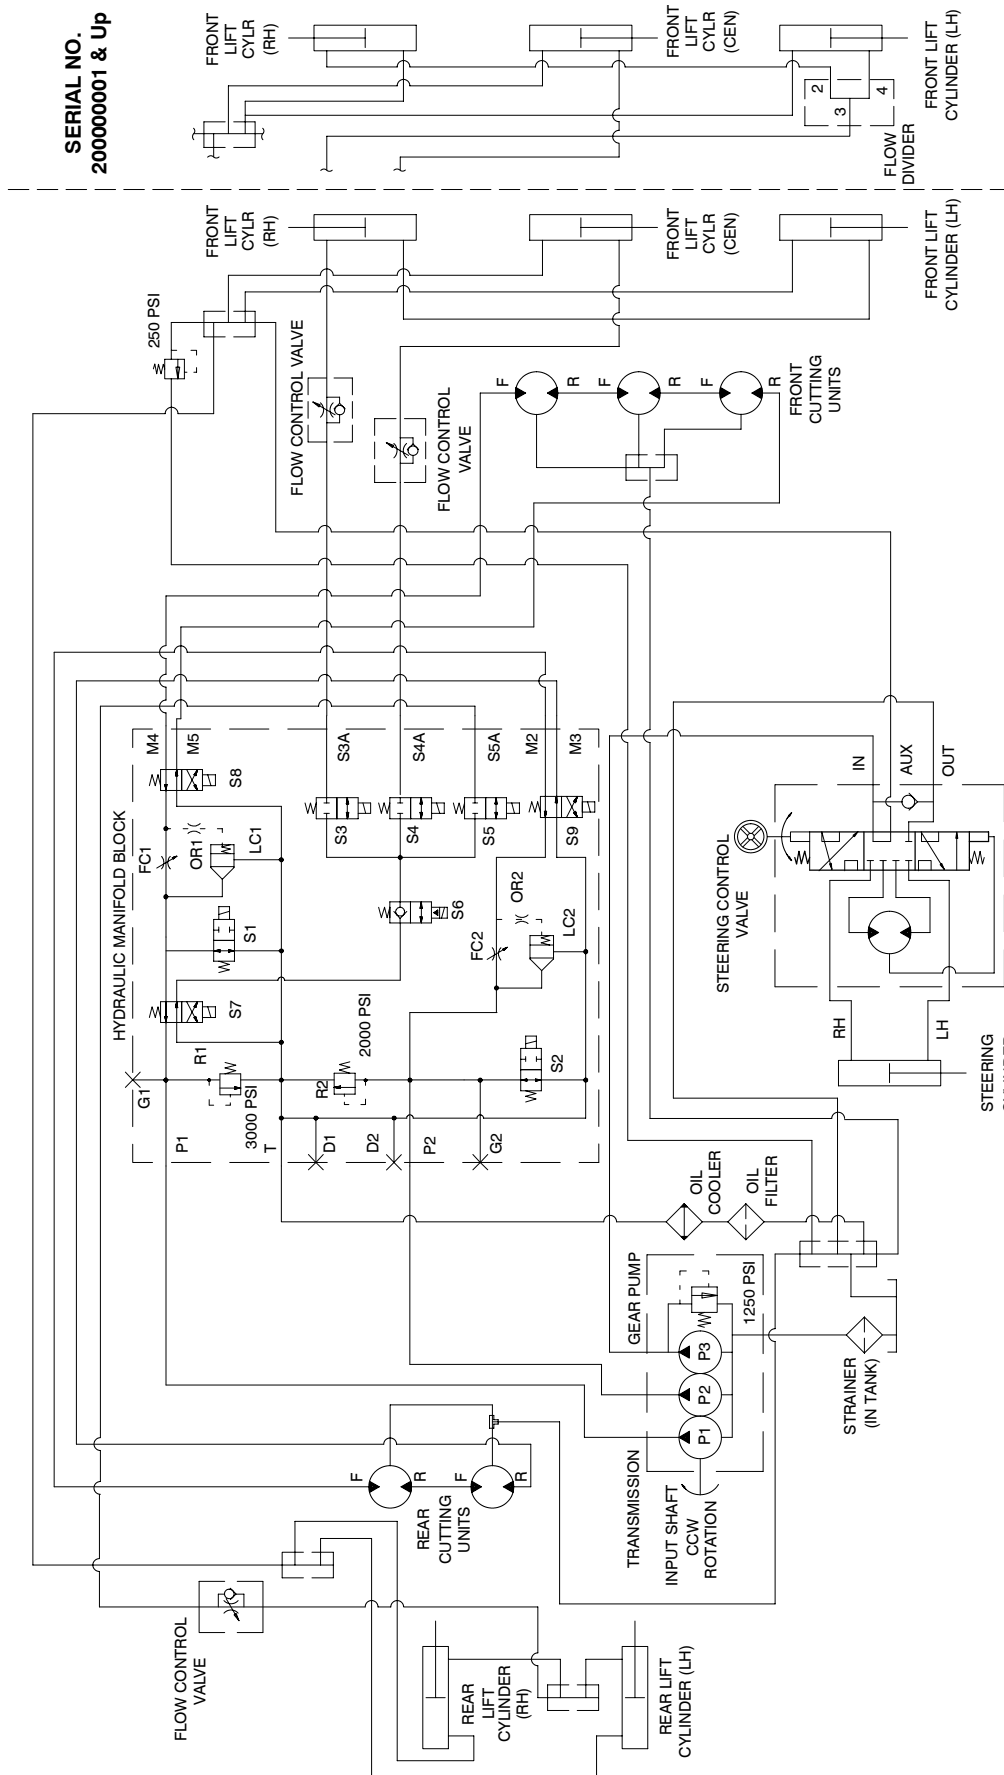 SERIAL NO.
200000001 & Up
FRONT
LIFT
CYLR
(RH)
FRONT
LIFT
CYLR
(CEN)
FRONT LIFT
CYLINDER (LH)
2
3
4
FLOW
DIVIDER
FRONT
LIFT
CYLR
(RH)
FRONT
LIFT
CYLR
(CEN)
FRONT LIFT
CYLINDER (LH)
250 PSI
FLOW CONTROL VALVE
FLOW CONTROL
VALVE
F
R
F
R
F
R
FRONT
CUTTING
UNITS
HYDRAULIC MANIFOLD BLOCK
M4
M5
S3A
S4A
S5A
M2
M3
S8
FC1
OR1
LC1
S3
S4
S5
S9
S1
S6
OR2
FC2
LC2
S7
R1
G1
3000 PSI
R2
2000 PSI
S2
P1
T
D1
D2
P2
G2
STEERING CONTROL
VALVE
IN
AUX
OUT
RH
LH
STEERING
OIL
COOLER
OIL
FILTER
GEAR PUMP
1250 PSI
P3
P2
P1
STRAINER
(IN TANK)
TRANSMISSION
INPUT SHAFT
CCW
ROTATION
F
R
F
R
REAR
CUTTING
UNITS
FLOW CONTROL
VALVE
REAR
LIFT
CYLINDER
(RH)
REAR LIFT
CYLINDER (LH)